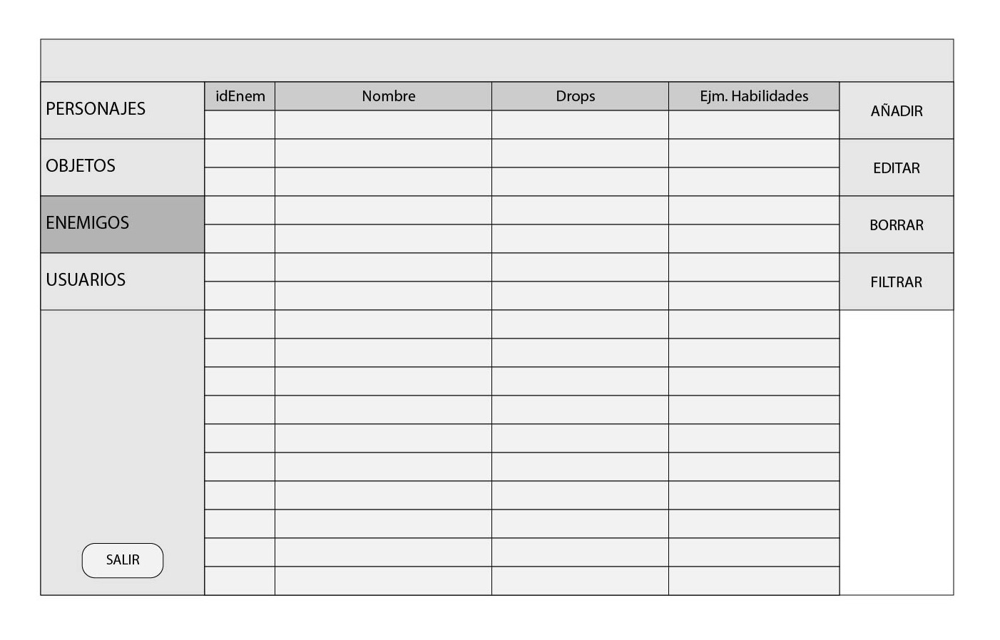 PERSONAJES
OBJETOS
ENEMIGOS
USUARIOS
SALIR
idEnem Nombre Drops Ejm. Habilidades
AÑADIR
EDITAR
BORRAR
FILTRAR